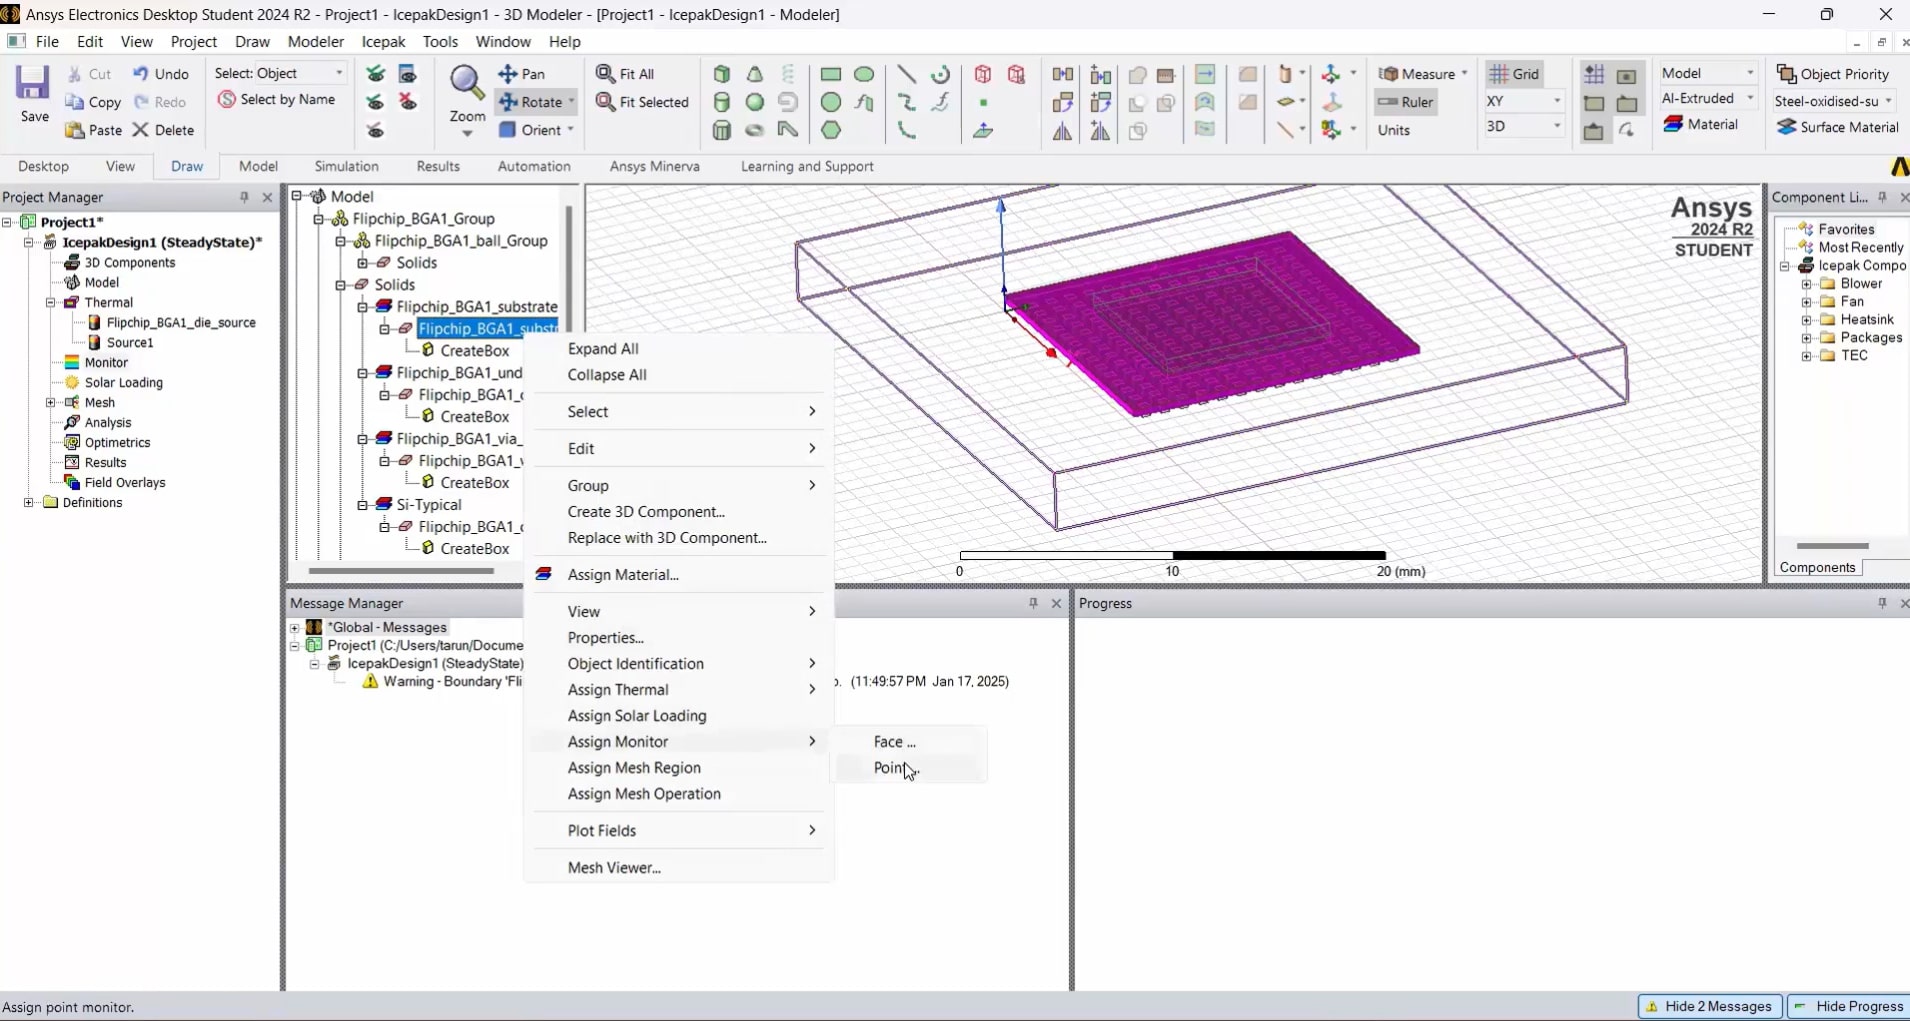 Ansys Electronics Desktop Student 2024 R2 - Project1 - IcepakDesign1 - 3D Modeler - [Project1 - IcepakDesign1 - Modeler]
File Edit View Project Draw Modeler Icepak Tools Window Help
Save
Cut
Copy
Paste
Undo
Redo
Delete
Select: Object
Select by Name
Zoom
Pan
Rotate
Orient
Fit All
Fit Selected
Measure
Ruler
Units
Grid
XY
3D
Model
Al-Extruded
Material
Object Priority
Steel-oxidised-su
Surface Material
Desktop View Draw Model Simulation Results Automation Ansys Minerva Learning and Support
Project Manager
Project1*
IcepakDesign1 (SteadyState)*
3D Components
Model
Thermal
Flipchip_BGA1_die_source
Source1
Monitor
Solar Loading
Mesh
Analysis
Optimetrics
Results
Field Overlays
Definitions
Model
Flipchip_BGA1_Group
Flipchip_BGA1_ball_Group
Solids
Solids
Flipchip_BGA1_substrate
Flipchip_BGA1_substr
CreateBox
Flipchip_BGA1_und
Flipchip_BGA1_
CreateBox
Flipchip_BGA1_via_
Flipchip_BGA1_
CreateBox
Si-Typical
Flipchip_BGA1_
CreateBox
Expand All
Collapse All
Select
Edit
Group
Create 3D Component...
Replace with 3D Component...
Assign Material...
View
Properties...
Object Identification
Assign Thermal
Assign Solar Loading
Assign Monitor
Assign Mesh Region
Assign Mesh Operation
Plot Fields
Mesh Viewer...
Face ...
Point...
Ansys
2024 R2
STUDENT
0 10 20 (mm)
Component Li...
Favorites
Most Recently
Icepak Compo
Blower
Fan
Heatsink
Packages
TEC
Components
Message Manager
*Global - Messages
Project1 (C:/Users/tarun/Docume
IcepakDesign1 (SteadyState)
Warning - Boundary 'Fli
(11:49:57 PM Jan 17, 2025)
Progress
Assign point monitor.
Hide 2 Messages
Hide Progress